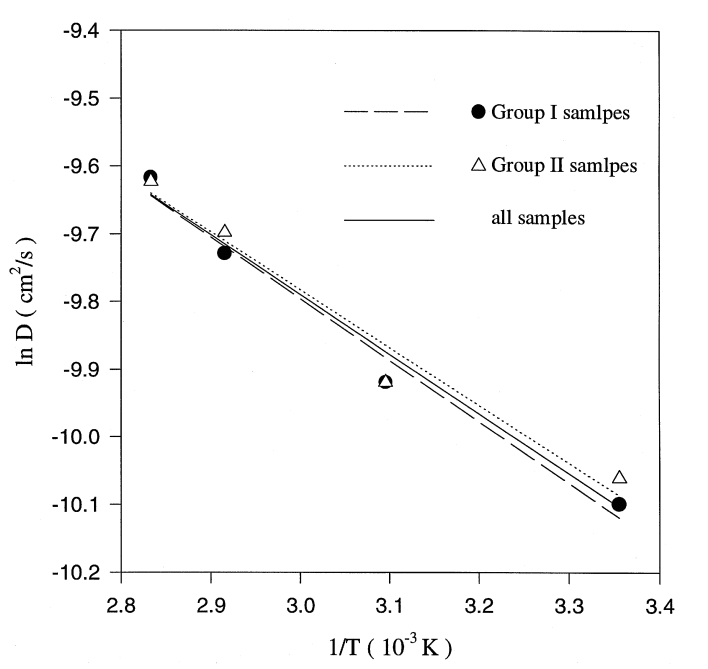 -9.4
-9.5
-9.6
-9.7
-9.8
-9.9
-10.0
-10.1
-10.2
ln D ( cm²/s )
Group I samlpes
Group II samlpes
all samples
2.8 2.9 3.0 3.1 3.2 3.3 3.4
1/T ( 10⁻³ K )